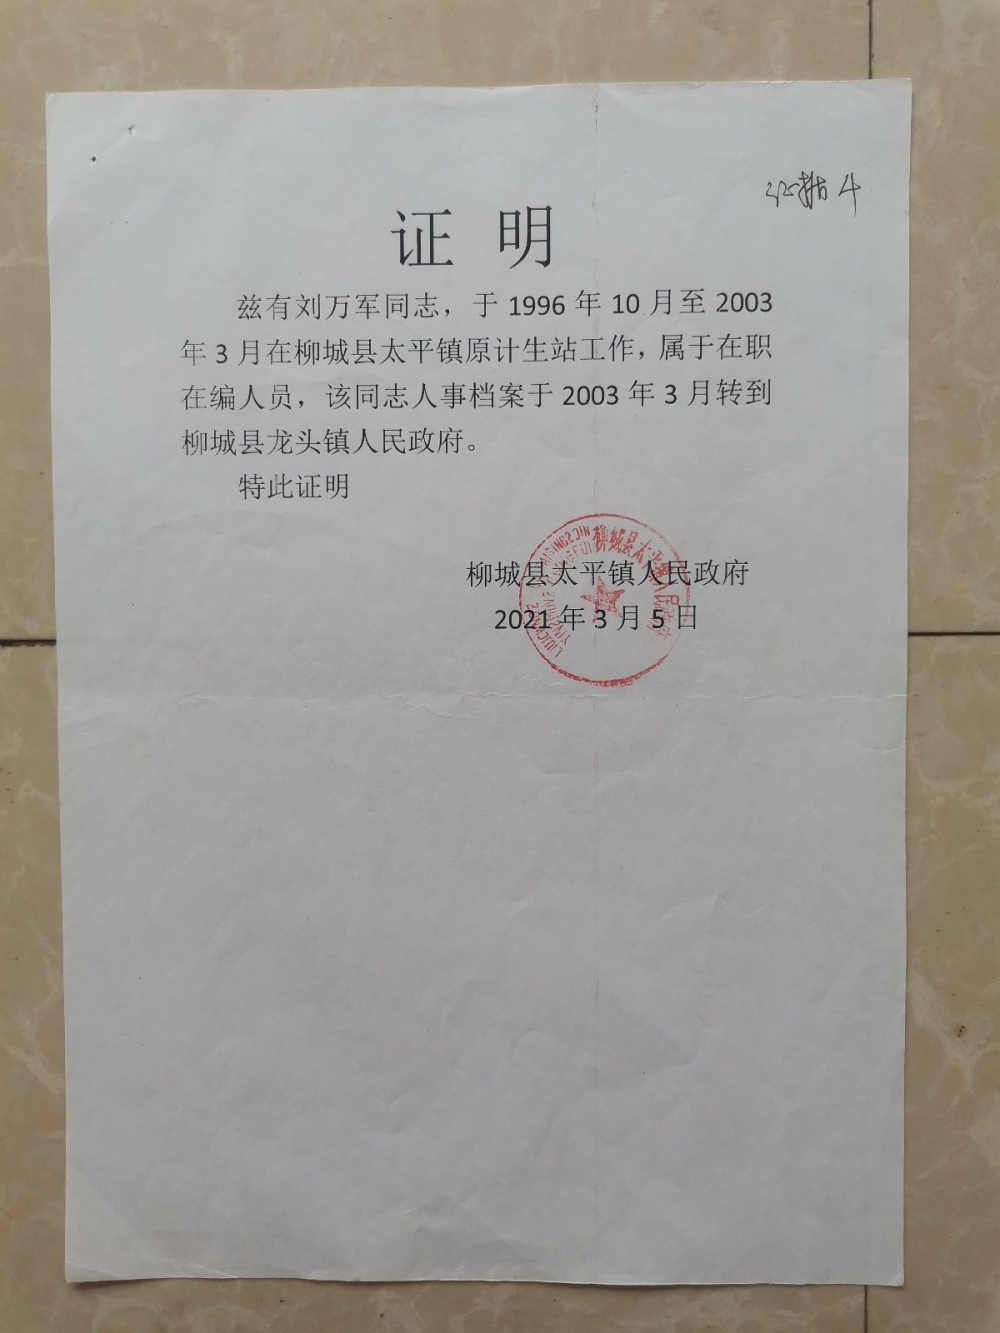 证明
兹有刘万军同志，于 1996 年 10 月至 2003
年 3 月在柳城县太平镇原计生站工作，属于在职
在编人员，该同志人事档案于 2003 年 3 月转到
柳城县龙头镇人民政府。
特此证明
柳城县太平镇人民政府
柳城县太平镇人民政府
2021 年 3 月 5 日